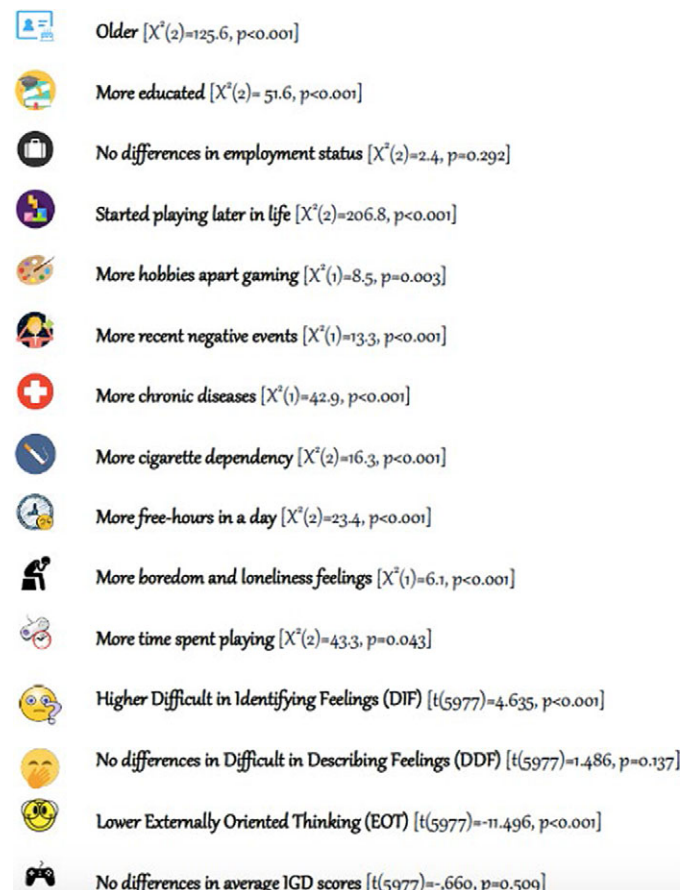 Older [X²(2)=125.6, p<0.001]
More educated [X²(2)= 51.6, p<0.001]
No differences in employment status [X²(2)=2.4, p=0.292]
Started playing later in life [X²(2)=206.8, p<0.001]
More hobbies apart gaming [X²(1)=8.5, p=0.003]
More recent negative events [X²(1)=13.3, p<0.001]
More chronic diseases [X²(1)=42.9, p<0.001]
More cigarette dependency [X²(2)=16.3, p<0.001]
More free-hours in a day [X²(2)=23.4, p<0.001]
More boredom and loneliness feelings [X²(1)=6.1, p<0.001]
More time spent playing [X²(2)=43.3, p=0.043]
Higher Difficult in Identifying Feelings (DIF) [t(5977)=4.635, p<0.001]
No differences in Difficult in Describing Feelings (DDF) [t(5977)=1.486, p=0.137]
Lower Externally Oriented Thinking (EOT) [t(5977)=-11.496, p<0.001]
No differences in average IGD scores [t(5977)=-.660, p=0.509]